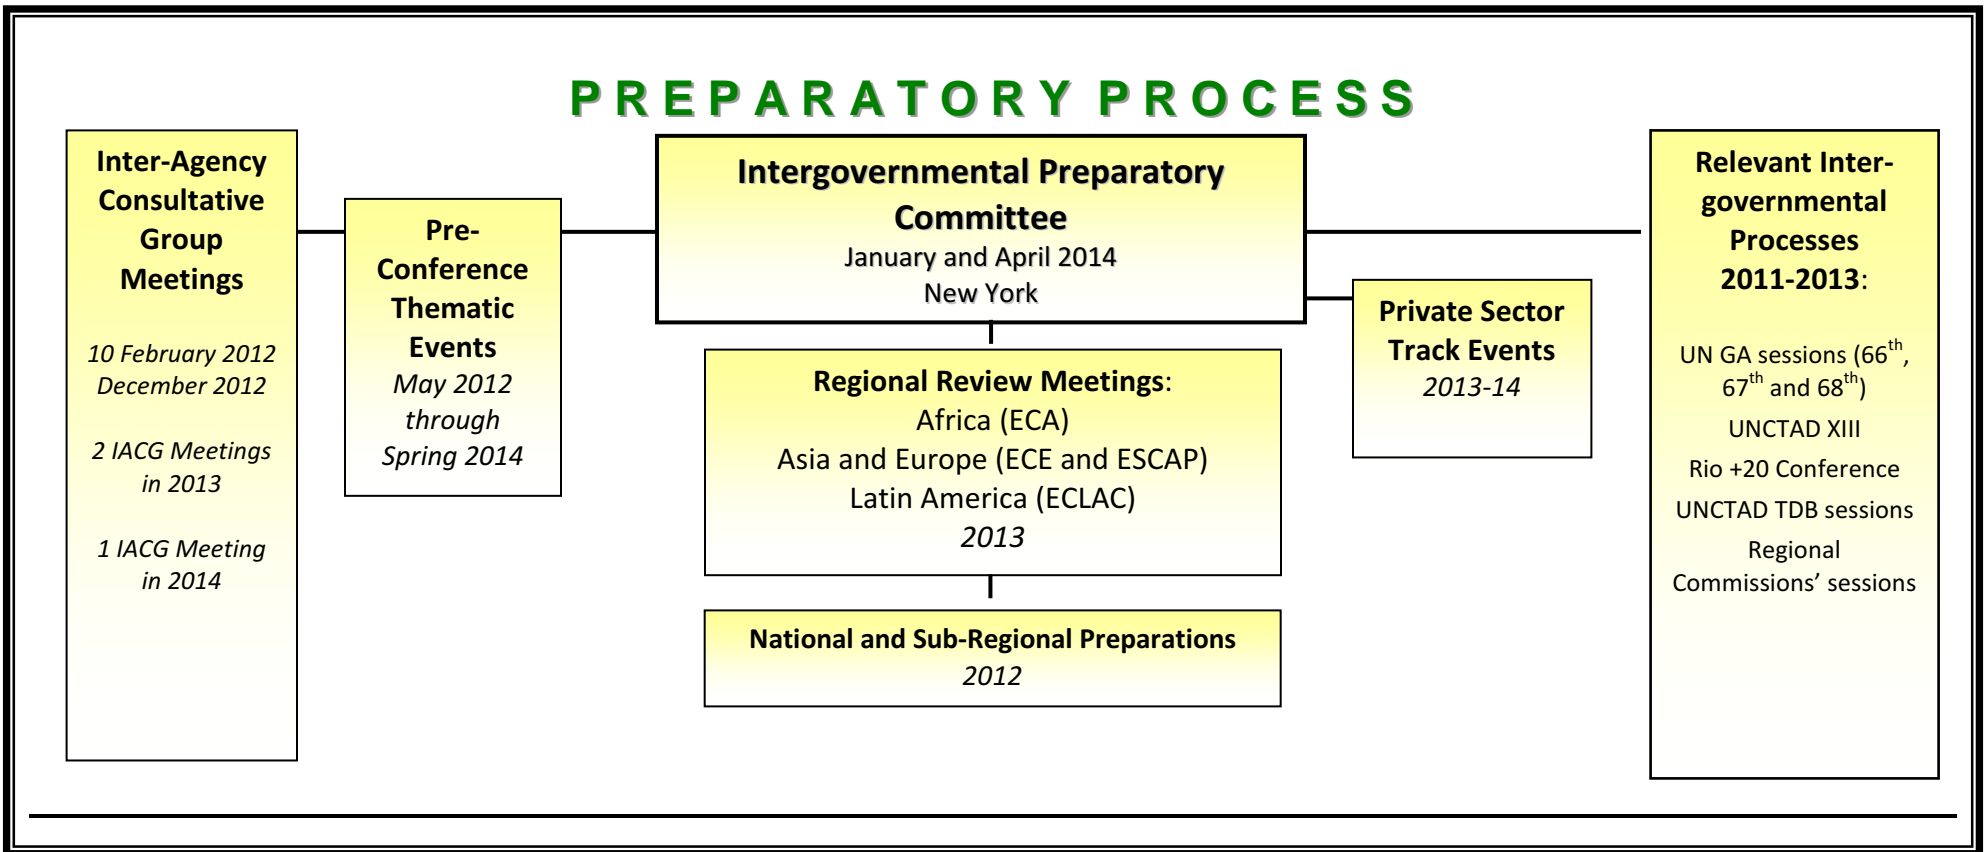 PREPARATORY PROCESS
Inter-Agency
Consultative
Group
Meetings
10 February 2012
December 2012
2 IACG Meetings
in 2013
1 IACG Meeting
in 2014
Pre-
Conference
Thematic
Events
May 2012
through
Spring 2014
Intergovernmental Preparatory
Committee
January and April 2014
New York
Regional Review Meetings:
Africa (ECA)
Asia and Europe (ECE and ESCAP)
Latin America (ECLAC)
2013
National and Sub-Regional Preparations
2012
Private Sector
Track Events
2013-14
Relevant Inter-
governmental
Processes
2011-2013:
UN GA sessions (66th,
67th and 68th)
UNCTAD XIII
Rio +20 Conference
UNCTAD TDB sessions
Regional
Commissions’ sessions